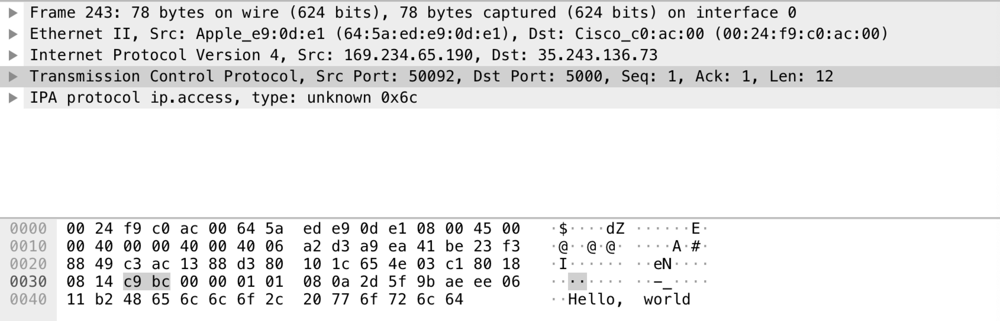 Frame 243: 78 bytes on wire (624 bits), 78 bytes captured (624 bits) on interface 0
Ethernet II, Src: Apple_e9:0d:e1 (64:5a:ed:e9:0d:e1), Dst: Cisco_c0:ac:00 (00:24:f9:c0:ac:00)
Internet Protocol Version 4, Src: 169.234.65.190, Dst: 35.243.136.73
Transmission Control Protocol, Src Port: 50092, Dst Port: 5000, Seq: 1, Ack: 1, Len: 12
IPA protocol ip.access, type: unknown 0x6c
0000 00 24 f9 c0 ac 00 64 5a ed e9 0d e1 08 00 45 00 ·$····dZ ······E·
0010 00 40 00 00 40 00 40 06 a2 d3 a9 ea 41 be 23 f3 ·@··@·@· ····A·#·
0020 88 49 c3 ac 13 88 d3 80 10 1c 65 4e 03 c1 80 18 ·I······ ··eN····
0030 08 14 c9 bc 00 00 01 01 08 0a 2d 5f 9b ae ee 06 ········ ··-_····
0040 11 b2 48 65 6c 6c 6f 2c 20 77 6f 72 6c 64 ··Hello, world